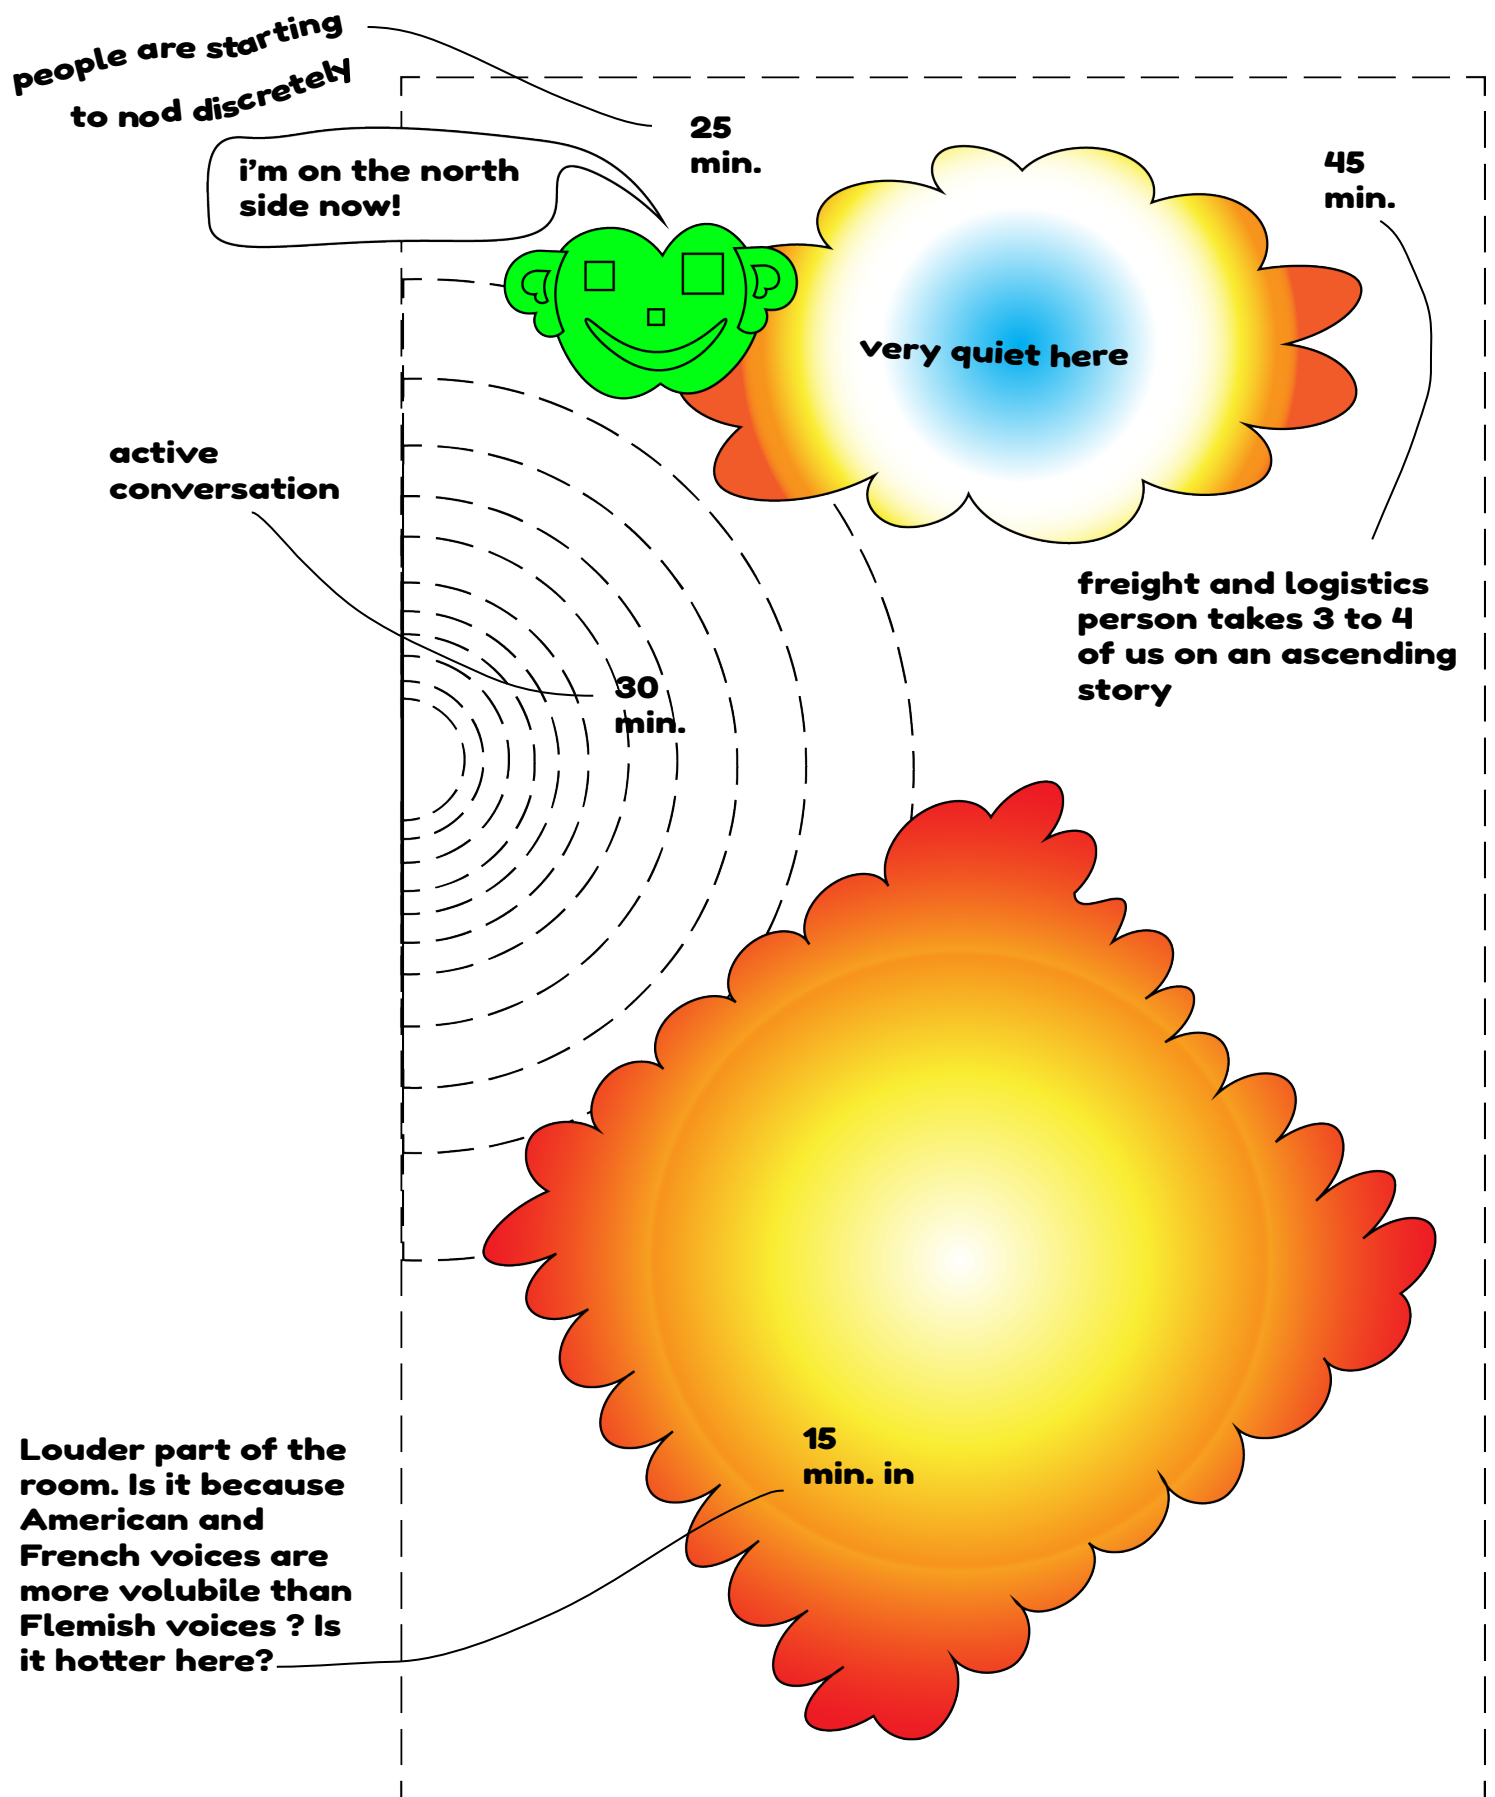 people are starting
to nod discretely
25
min.
i'm on the north
side now!
45
min.
very quiet here
active
conversation
freight and logistics
person takes 3 to 4
of us on an ascending
story
30
min.
15
min. in
Louder part of the
room. Is it because
American and
French voices are
more volubile than
Flemish voices ? Is
it hotter here?